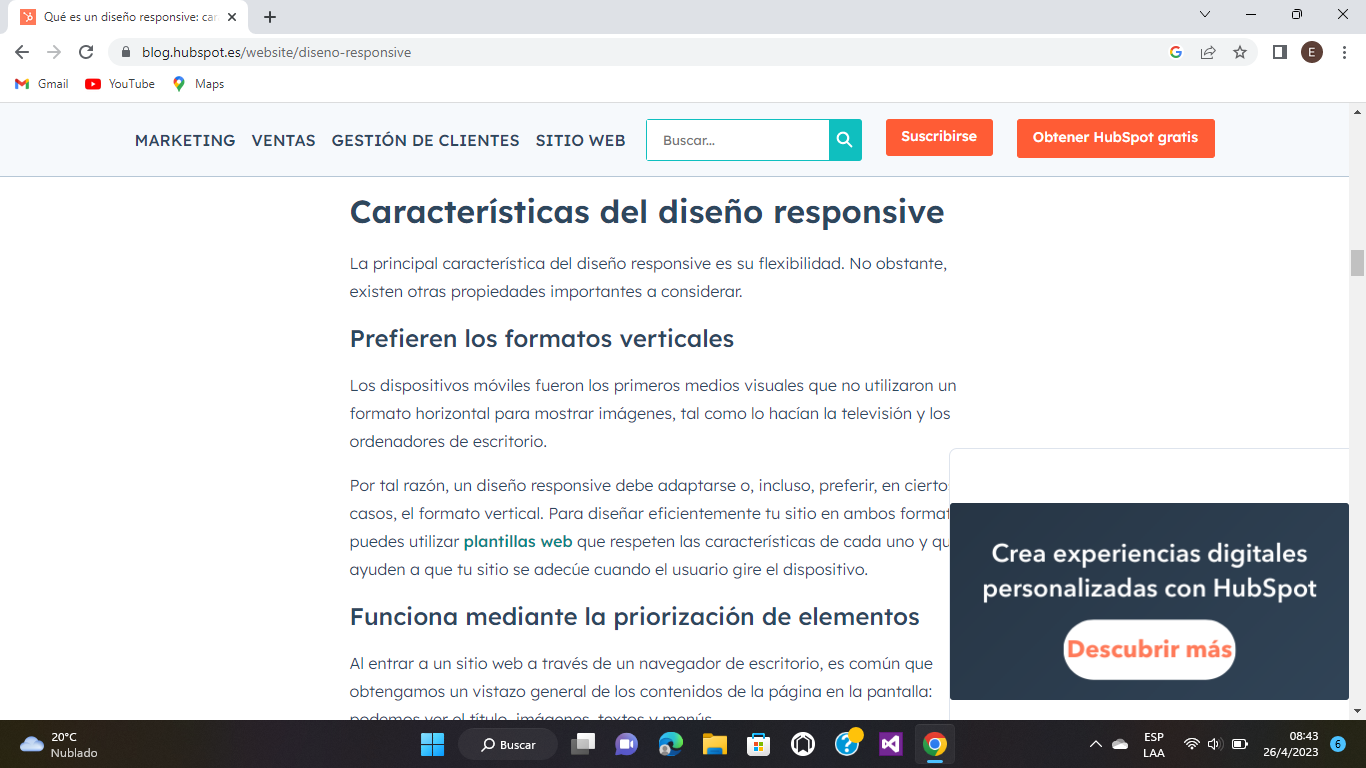 Qué es un diseño responsive: car
blog.hubspot.es/website/diseno-responsive
E
Gmail YouTube Maps
MARKETING VENTAS GESTIÓN DE CLIENTES SITIO WEB Buscar... Suscribirse Obtener HubSpot gratis
Características del diseño responsive
La principal característica del diseño responsive es su flexibilidad. No obstante,
existen otras propiedades importantes a considerar.
Prefieren los formatos verticales
Los dispositivos móviles fueron los primeros medios visuales que no utilizaron un
formato horizontal para mostrar imágenes, tal como lo hacían la televisión y los
ordenadores de escritorio.
Por tal razón, un diseño responsive debe adaptarse o, incluso, preferir, en cierto
casos, el formato vertical. Para diseñar eficientemente tu sitio en ambos format
puedes utilizar plantillas web que respeten las características de cada uno y qu
ayuden a que tu sitio se adecúe cuando el usuario gire el dispositivo.
Funciona mediante la priorización de elementos
Al entrar a un sitio web a través de un navegador de escritorio, es común que
obtengamos un vistazo general de los contenidos de la página en la pantalla:
podemos ver el título, imágenes, textos y menús.
Crea experiencias digitales
personalizadas con HubSpot
Descubrir más
20°C
Nublado
Buscar
ESP
LAA
08:43
26/4/2023
6